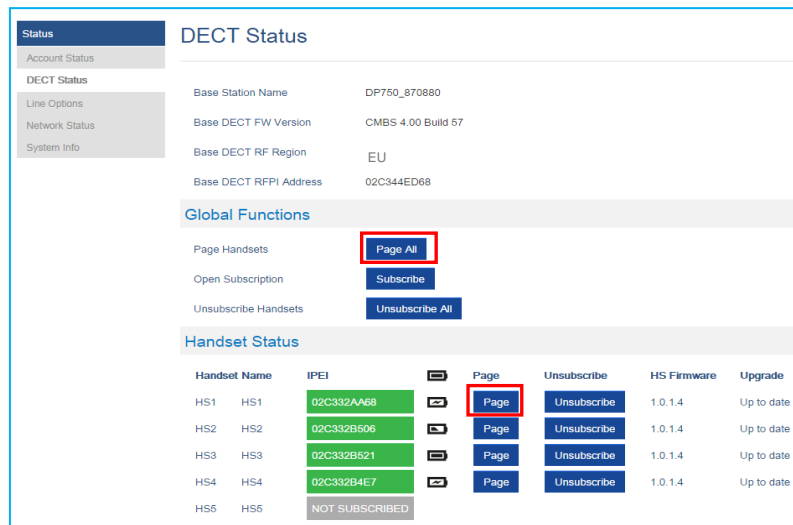 Status
Account Status
DECT Status
Line Options
Network Status
System Info
DECT Status
Base Station Name DP750_870880
Base DECT FW Version CMBS 4.00 Build 57
Base DECT RF Region EU
Base DECT RFPI Address 02C344ED68
Global Functions
Page Handsets Page All
Open Subscription Subscribe
Unsubscribe Handsets Unsubscribe All
Handset Status
Handset Name IPEI Page Unsubscribe HS Firmware Upgrade
HS1 HS1 02C332AA68 Page Unsubscribe 1.0.1.4 Up to date
HS2 HS2 02C332B506 Page Unsubscribe 1.0.1.4 Up to date
HS3 HS3 02C332B521 Page Unsubscribe 1.0.1.4 Up to date
HS4 HS4 02C332B4E7 Page Unsubscribe 1.0.1.4 Up to date
HS5 HS5 NOT SUBSCRIBED